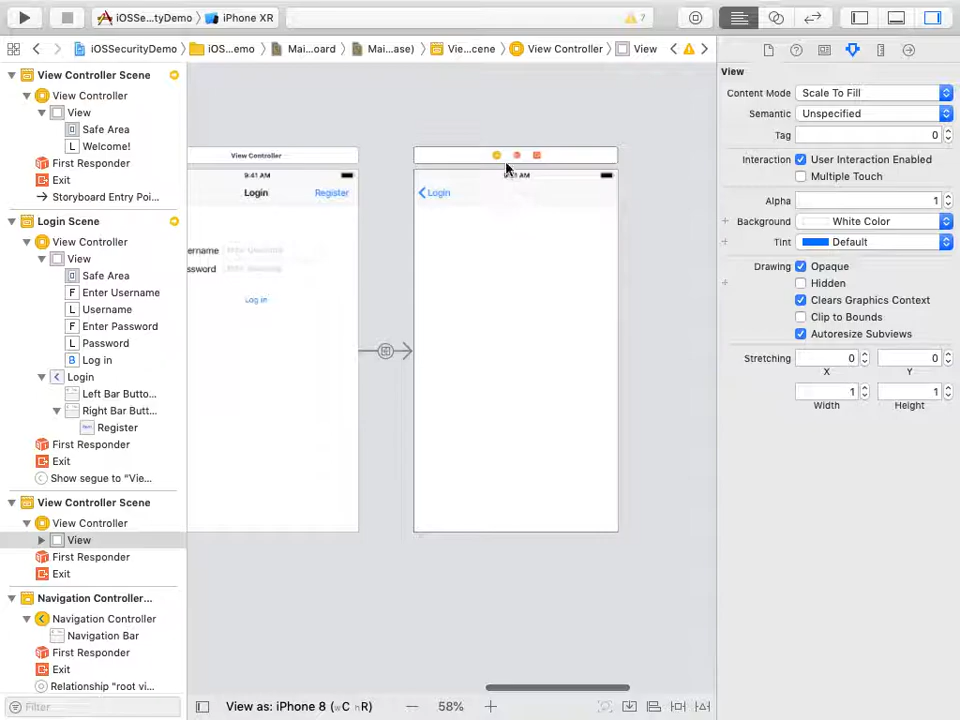 iOSSe...tyDemo
iPhone XR
7
iOSSecurityDemo
iOS...emo
Mai...oard
Mai...ase)
Vie...cene
View Controller
View
View Controller Scene
View Controller
View
Safe Area
L Welcome!
First Responder
Exit
Storyboard Entry Poi...
Login Scene
View Controller
View
Safe Area
F Enter Username
L Username
F Enter Password
L Password
B Log in
Login
Left Bar Butto...
Right Bar Butt...
Register
First Responder
Exit
Show segue to "Vie...
View Controller Scene
View Controller
View
First Responder
Exit
Navigation Controller...
Navigation Controller
Navigation Bar
First Responder
Exit
Relationship "root vi...
Filter
View Controller
9:41 AM
Login
Register
ername Enter Username
ssword Enter Password
Log in
Login
View as: iPhone 8 (wC hR)
58%
View
Content Mode Scale To Fill
Semantic Unspecified
Tag 0
Interaction User Interaction Enabled
Multiple Touch
Alpha 1
Background White Color
Tint Default
Drawing Opaque
Hidden
Clears Graphics Context
Clip to Bounds
Autoresize Subviews
Stretching 0 0
X Y
1 1
Width Height